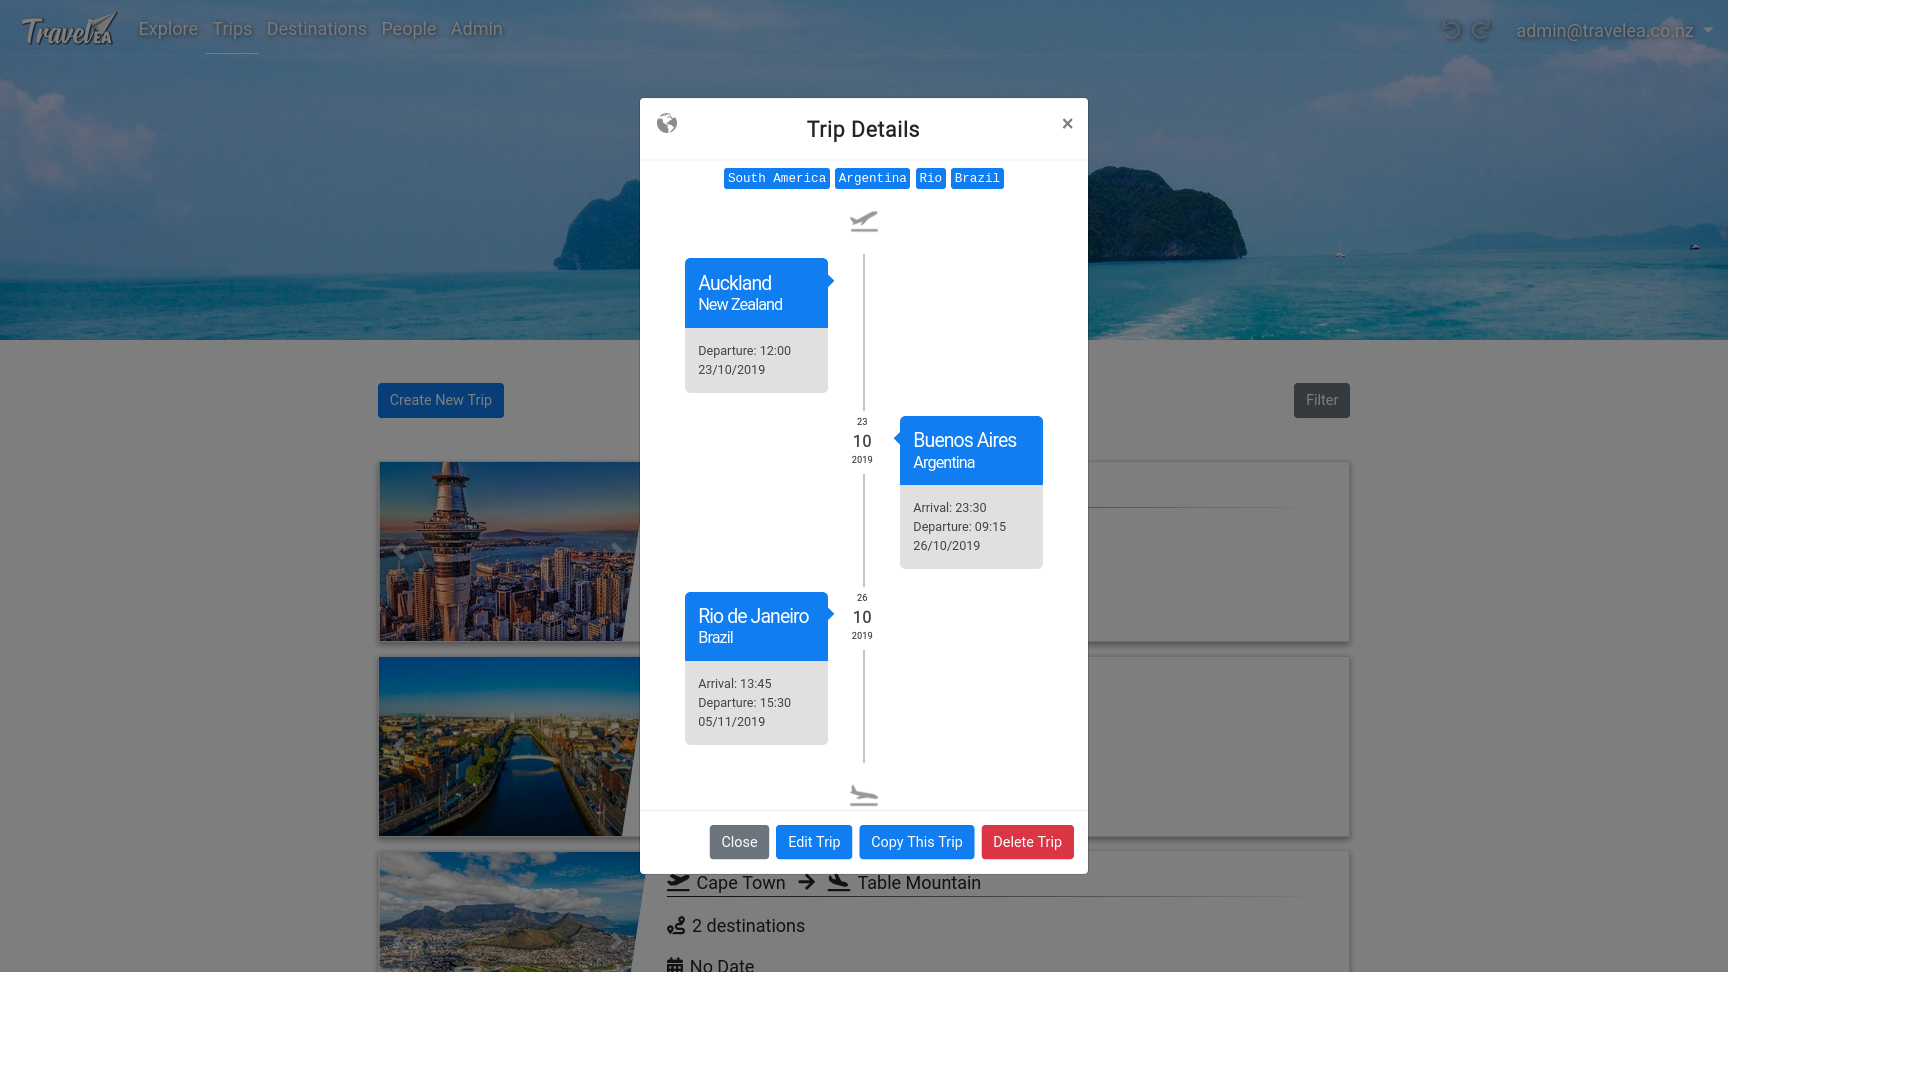 TravelEA
Explore Trips Destinations People Admin
admin@travelea.co.nz
Trip Details
×
South America Argentina Rio Brazil
Auckland
New Zealand
Departure: 12:00
23/10/2019
Create New Trip
Filter
23
10
2019
Buenos Aires
Argentina
Arrival: 23:30
Departure: 09:15
26/10/2019
26
10
2019
Rio de Janeiro
Brazil
Arrival: 13:45
Departure: 15:30
05/11/2019
Close Edit Trip Copy This Trip Delete Trip
Cape Town Table Mountain
2 destinations
No Date